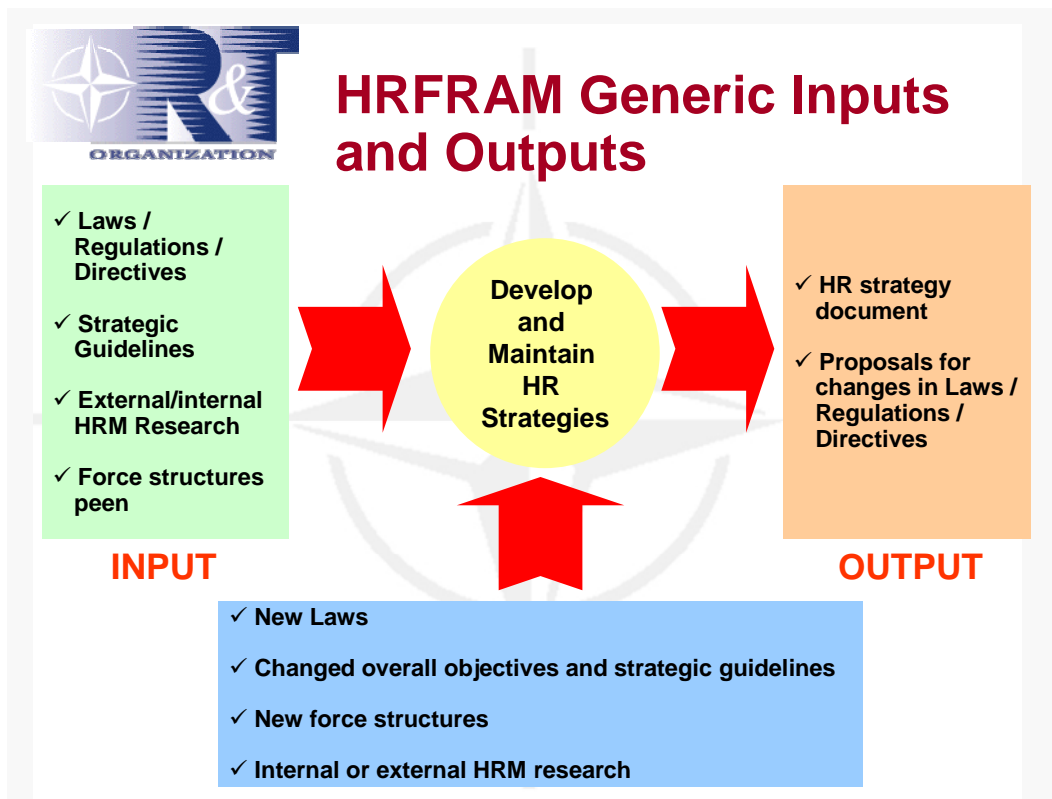 R&T
ORGANIZATION
HRFRAM Generic Inputs
and Outputs
✓ Laws /
Regulations /
Directives
✓ Strategic
Guidelines
✓ External/internal
HRM Research
✓ Force structures
peen
INPUT
Develop
and
Maintain
HR
Strategies
✓ HR strategy
document
✓ Proposals for
changes in Laws /
Regulations /
Directives
OUTPUT
✓ New Laws
✓ Changed overall objectives and strategic guidelines
✓ New force structures
✓ Internal or external HRM research